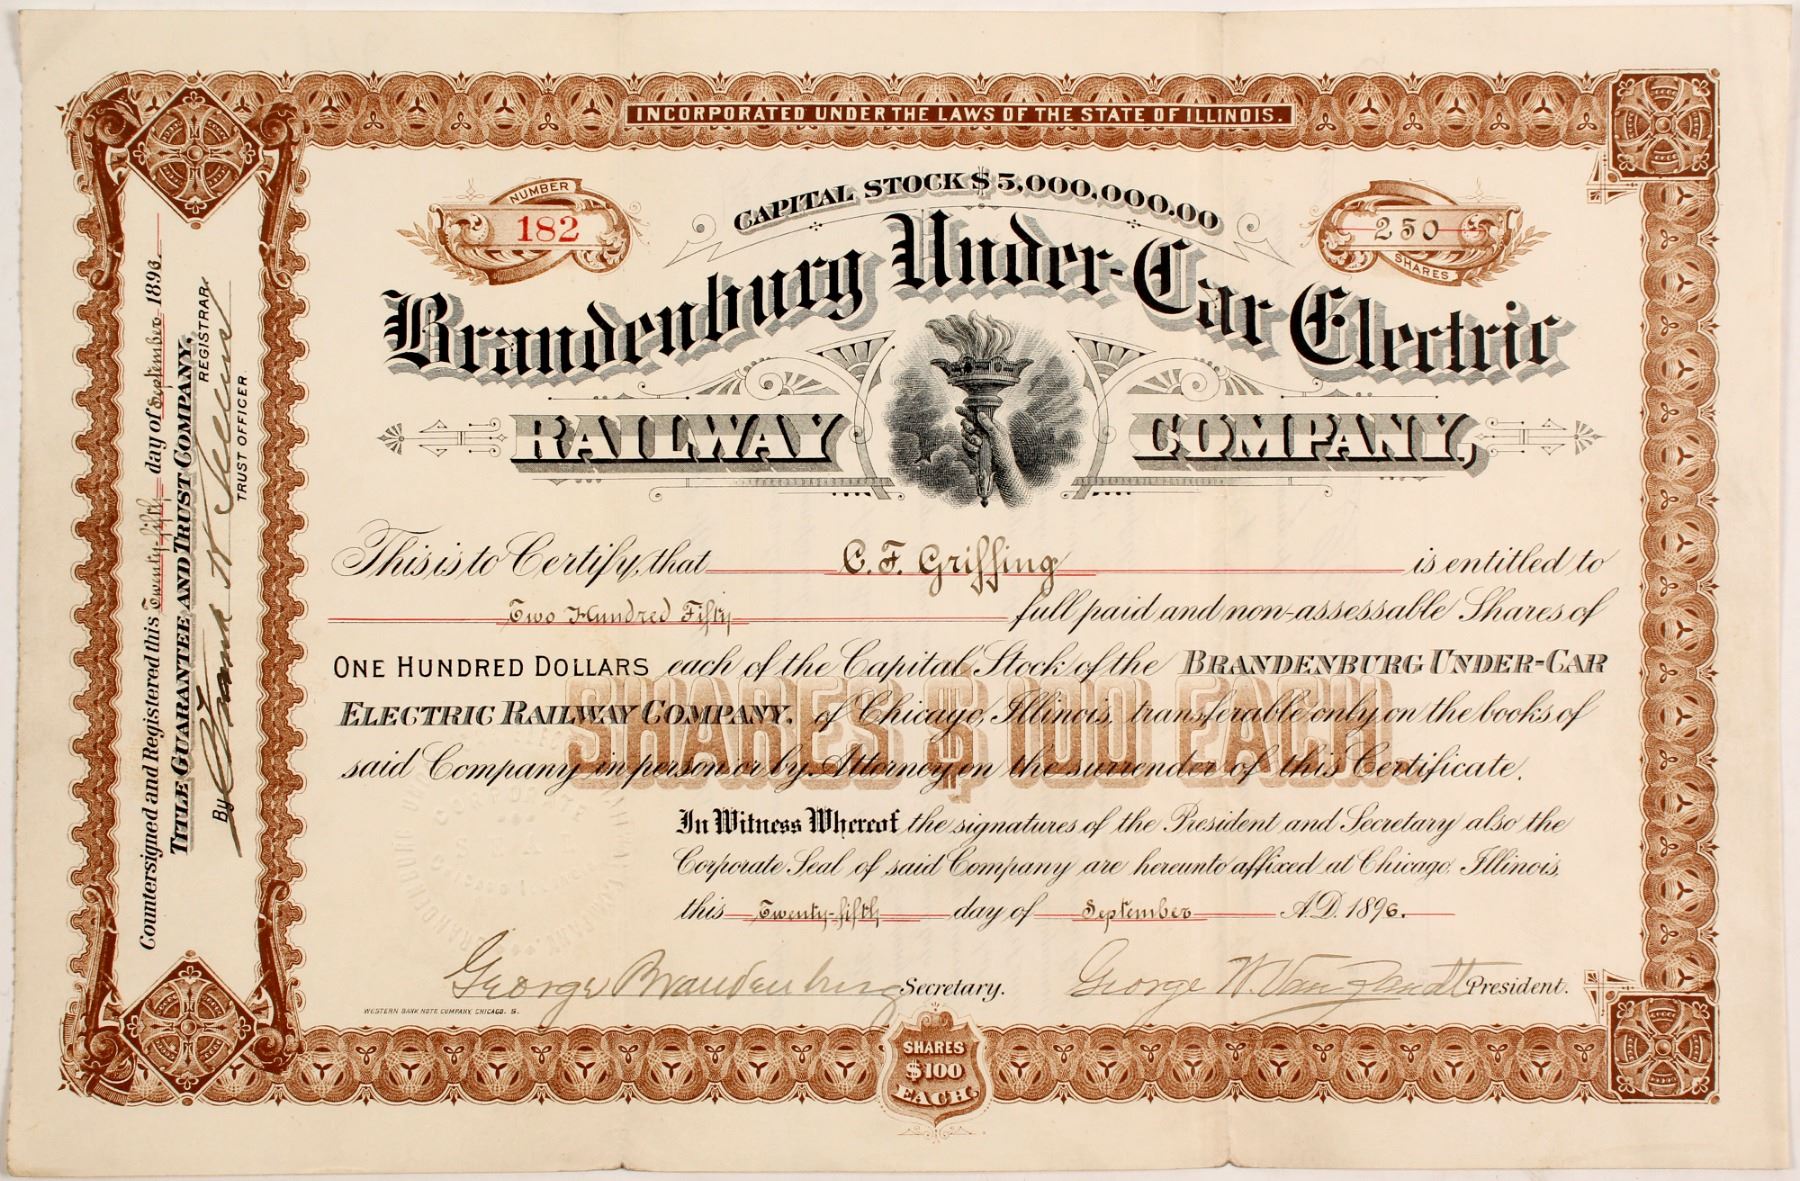 INCORPORATED UNDER THE LAWS OF THE STATE OF ILLINOIS.
NUMBER
182
CAPITAL STOCK $5,000,000.00
250
SHARES
Brandenburg Under-Car Electric
RAILWAY COMPANY,
This is to Certify, that C. F. Griffing is entitled to
Two Hundred Fifty full paid and non-assessable Shares of
ONE HUNDRED DOLLARS each of the Capital Stock of the BRANDENBURG UNDER-CAR
ELECTRIC RAILWAY COMPANY. of Chicago, Illinois, transferable only on the books of
said Company in person or by Attorney on the surrender of this Certificate.
SHARES $100 EACH
In Witness Whereof the signatures of the President and Secretary also the
Corporate Seal of said Company are hereunto affixed at Chicago, Illinois,
this Twenty-fifth day of September A.D. 1896.
George Brandenburg Secretary. George W. Van Zandt President.
WESTERN BANK NOTE COMPANY, CHICAGO.
SHARES
$100
EACH.
Countersigned and Registered this Twenty-fifth day of September 1896
TITLE GUARANTEE AND TRUST COMPANY,
REGISTRAR.
By Frank
TRUST OFFICER.